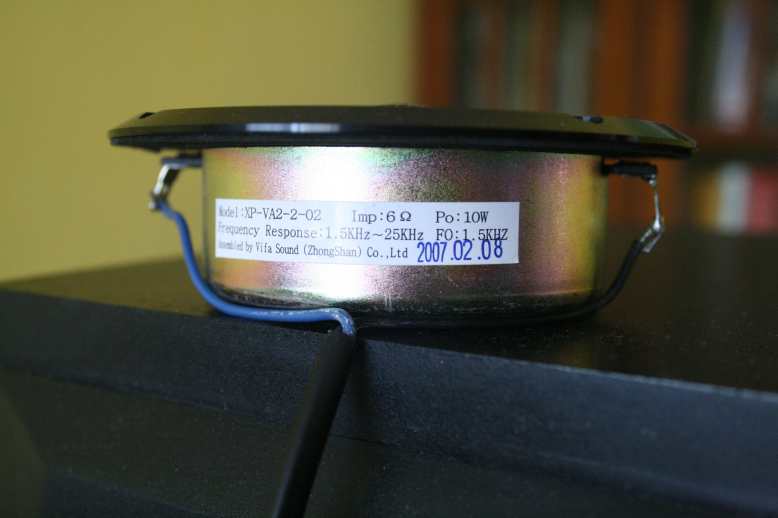 Model:XP-VA2-2-02 Imp:6Ω Po:10W
Frequency Response:1.5KHz~25KHz FO:1.5KHZ
Assembled by Vifa Sound (ZhongShan) Co.,Ltd 2007.02.08